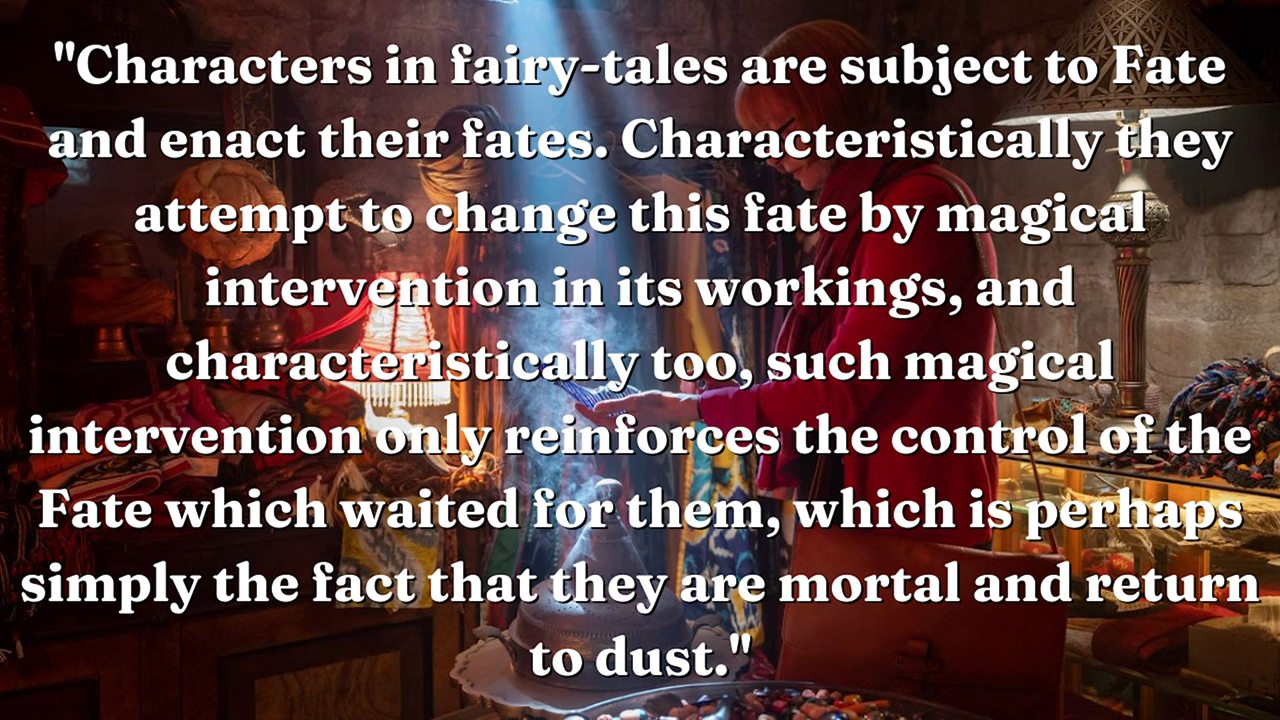 "Characters in fairy-tales are subject to Fate
and enact their fates. Characteristically they
attempt to change this fate by magical
intervention in its workings, and
characteristically too, such magical
intervention only reinforces the control of the
Fate which waited for them, which is perhaps
simply the fact that they are mortal and return
to dust."